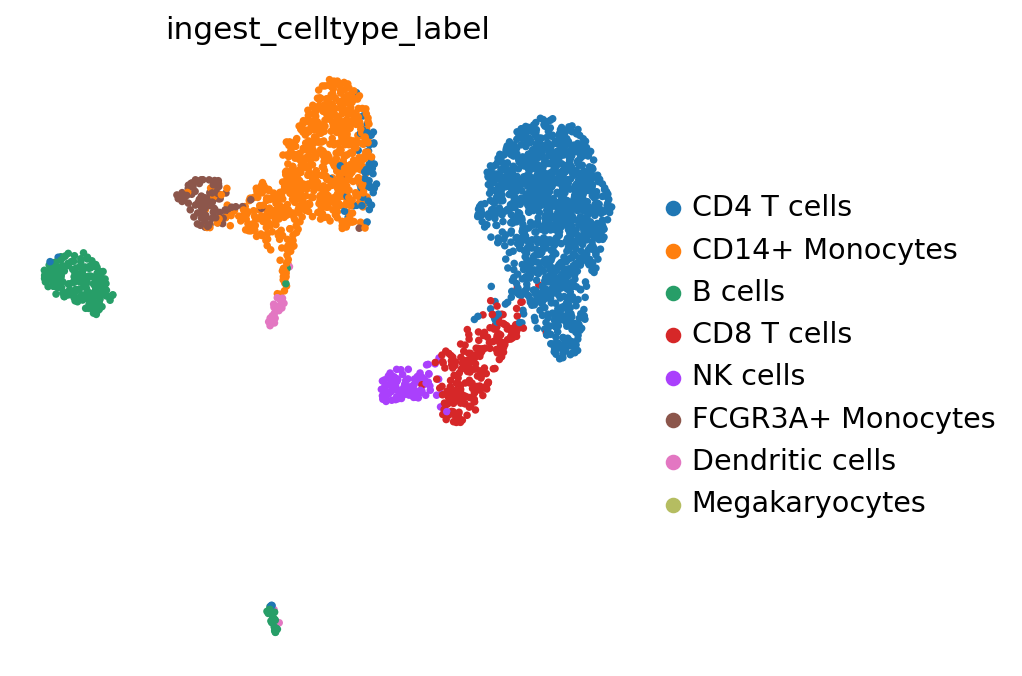 ingest_celltype_label
CD4 T cells
CD14+ Monocytes
B cells
CD8 T cells
NK cells
FCGR3A+ Monocytes
Dendritic cells
Megakaryocytes